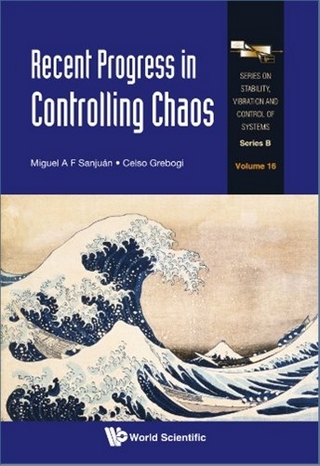 Recent Progress in
Controlling Chaos
Miguel A F Sanjuán • Celso Grebogi
SERIES ON
STABILITY,
VIBRATION AND
CONTROL OF
SYSTEMS
Series B
Volume 16
World Scientific